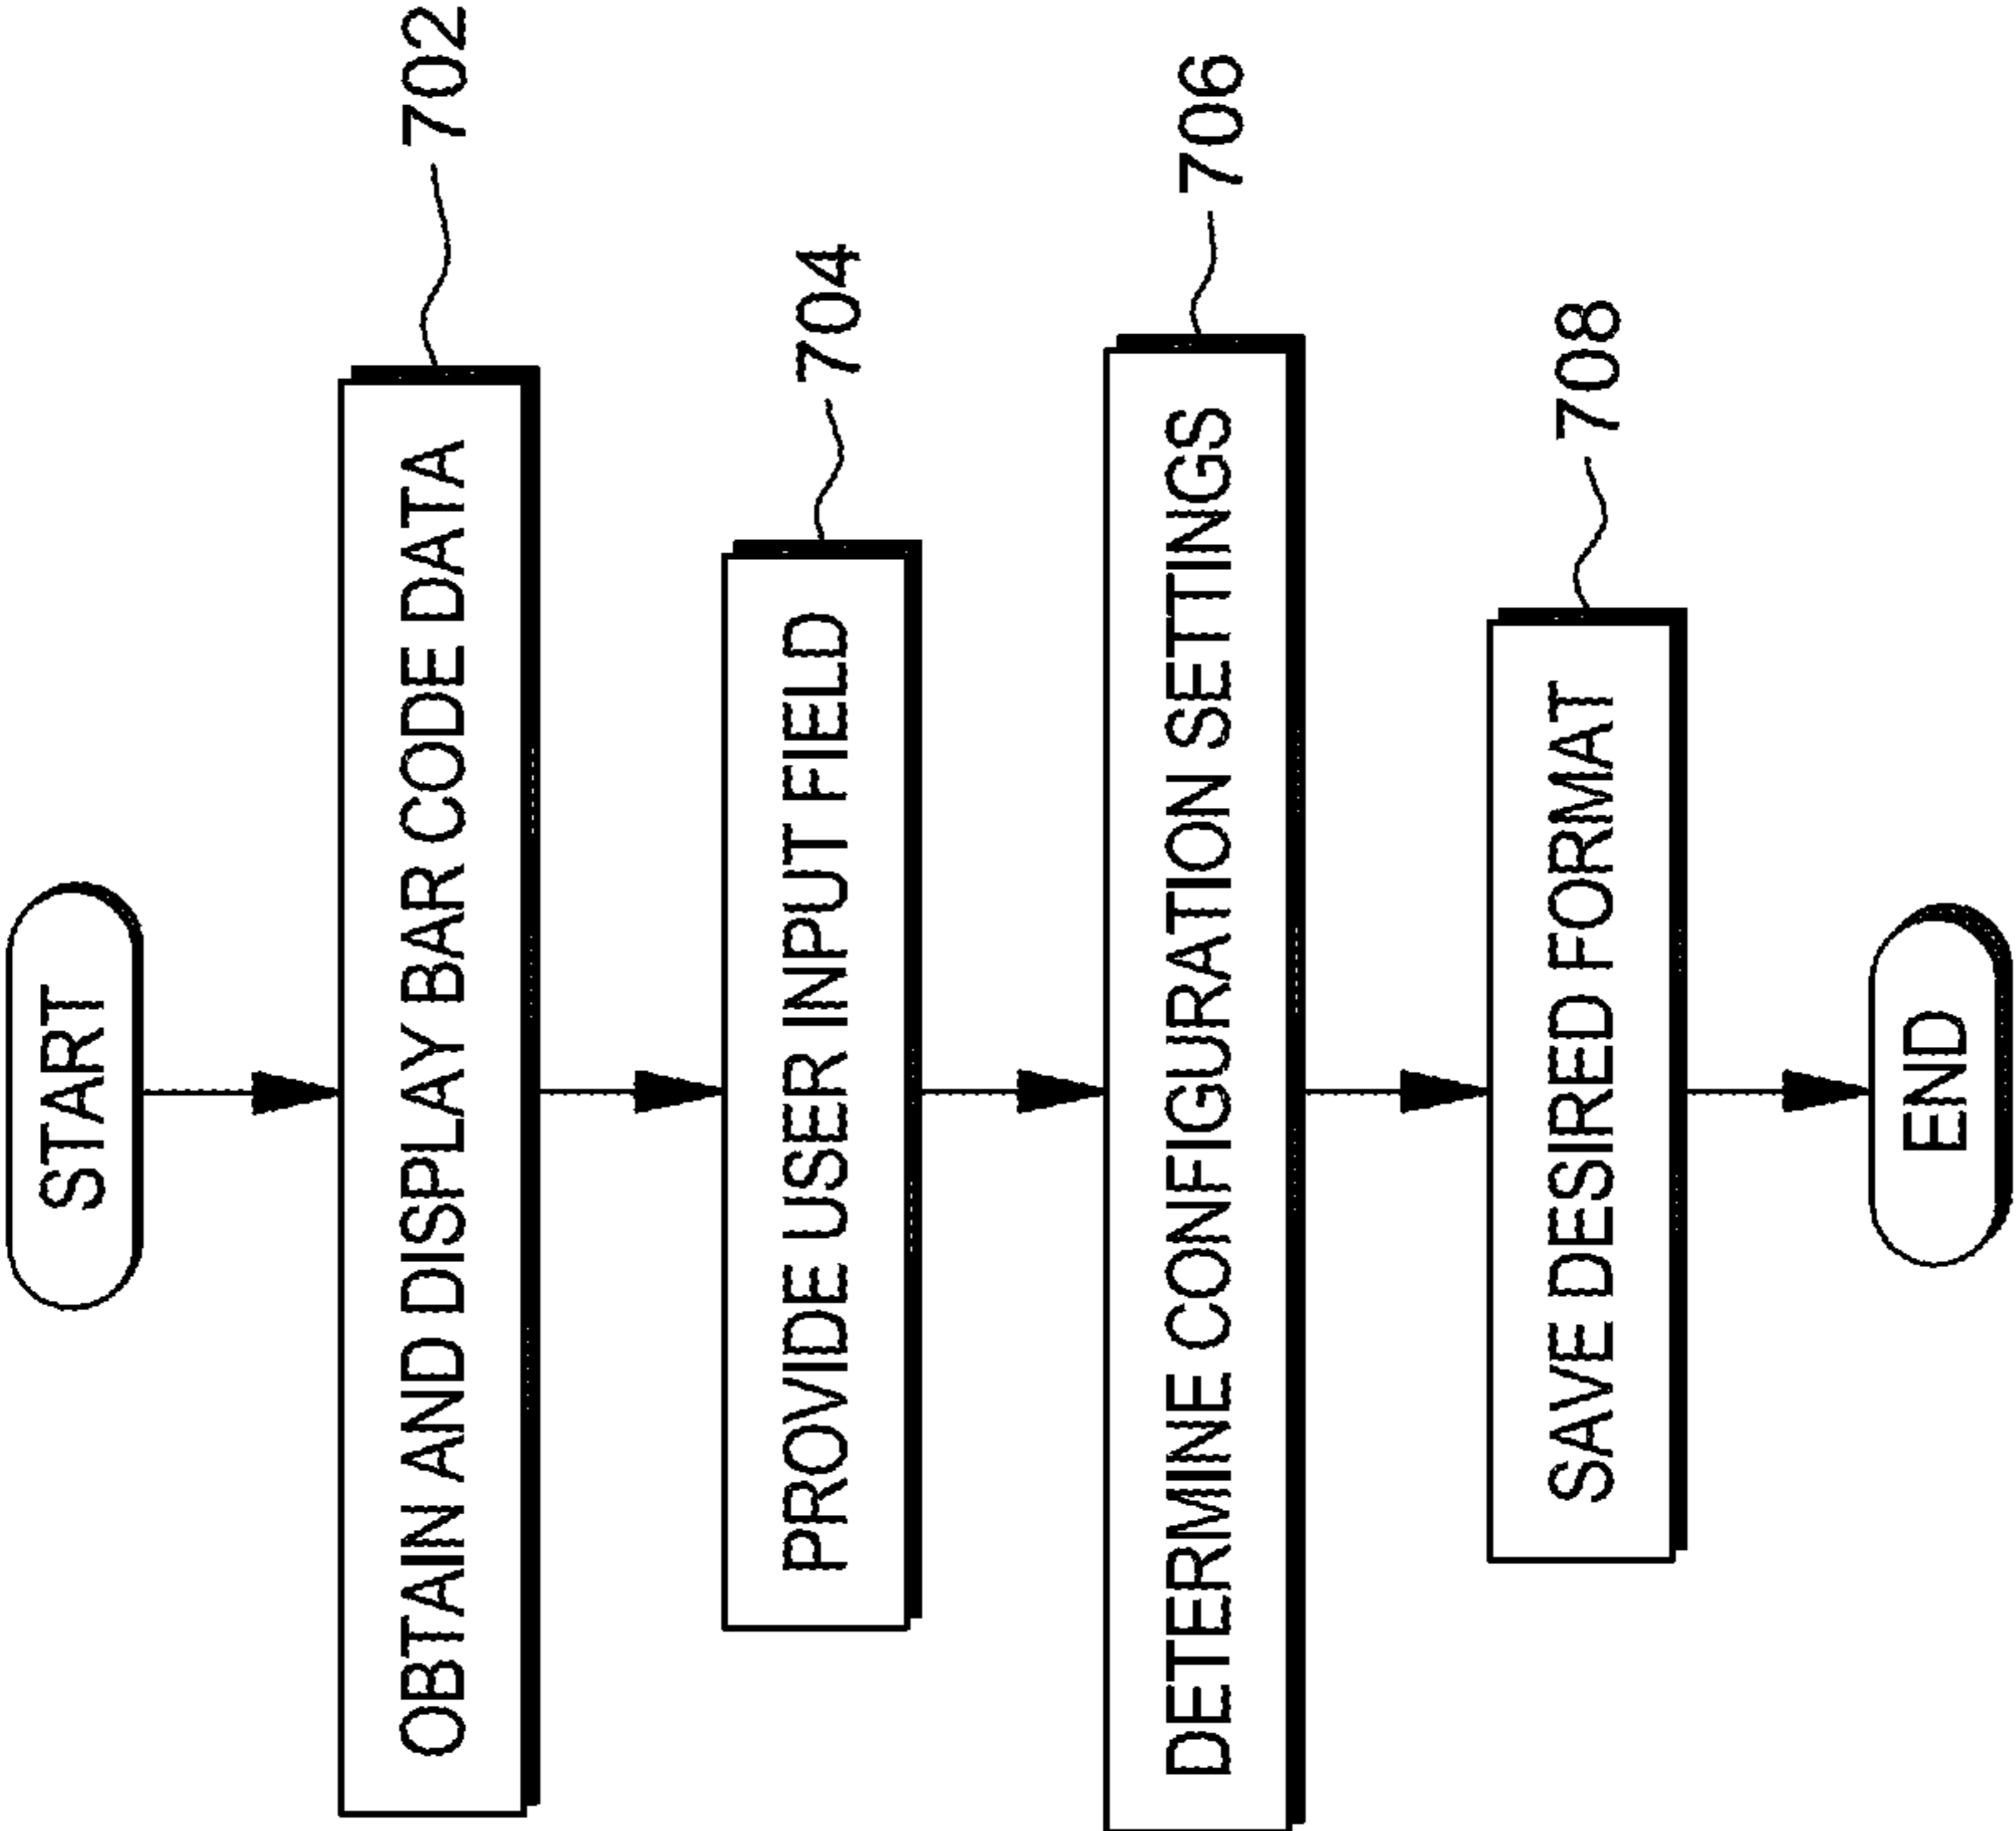 START
OBTAIN AND DISPLAY BAR CODE DATA
702
PROVIDE USER INPUT FIELD
704
DETERMINE CONFIGURATION SETTINGS
706
SAVE DESIRED FORMAT
708
END